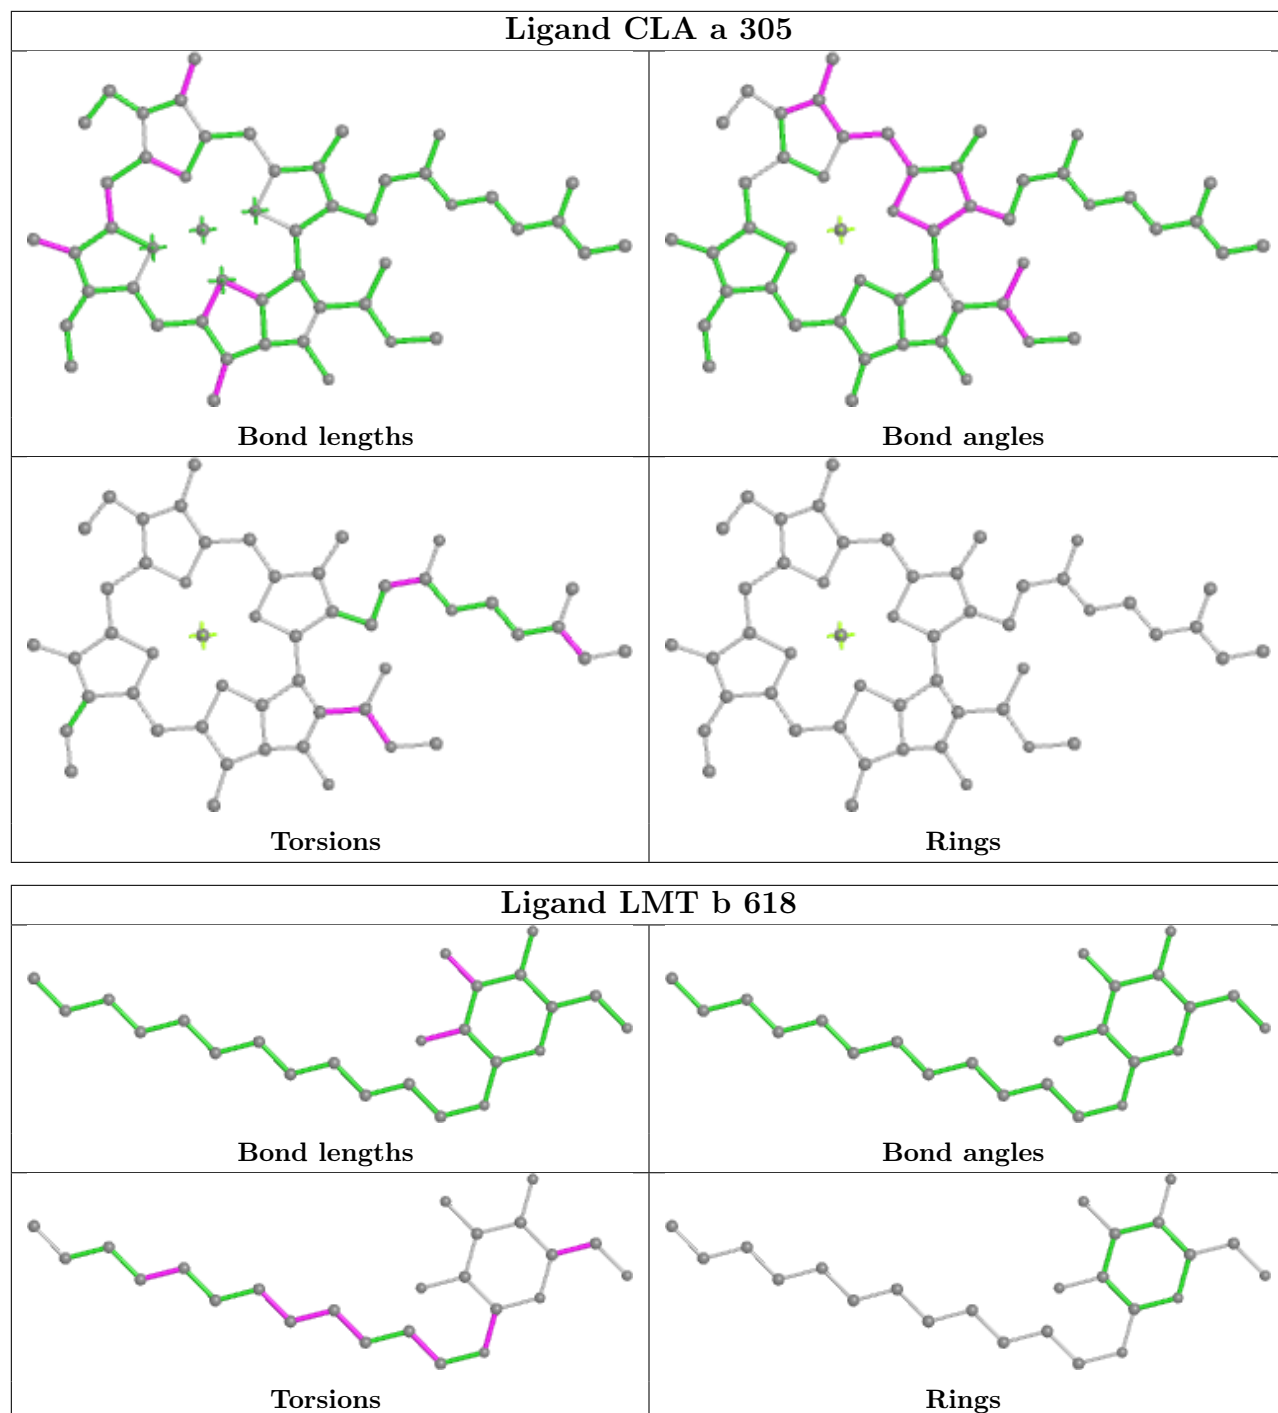 Ligand CLA a 305
Bond lengths
Bond angles
Torsions
Rings
Ligand LMT b 618
Bond lengths
Bond angles
Torsions
Rings